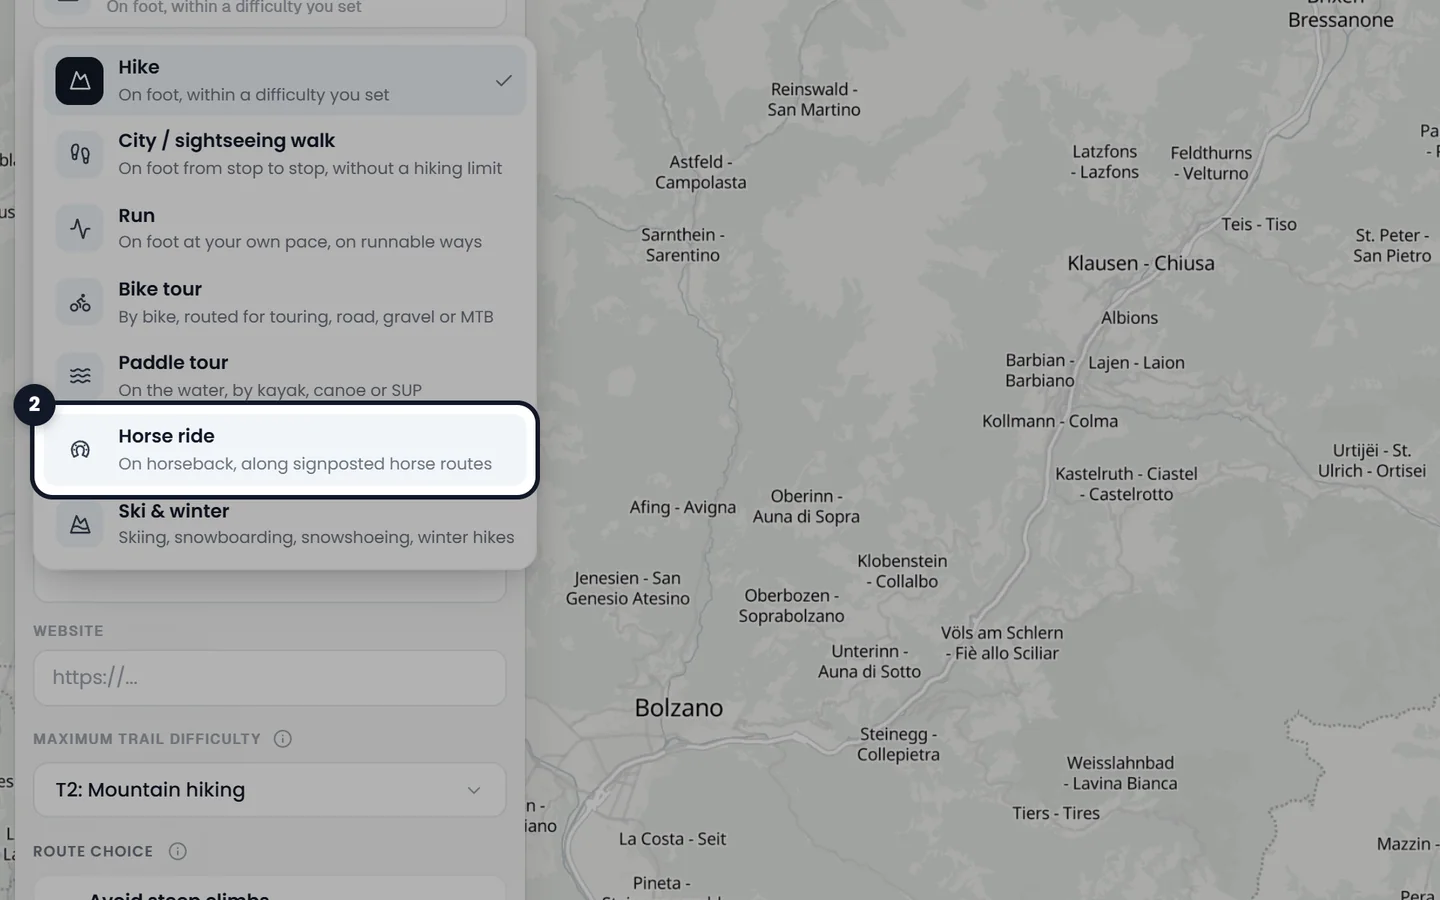 On foot, within a difficulty you set
Hike
On foot, within a difficulty you set
City / sightseeing walk
On foot from stop to stop, without a hiking limit
Run
On foot at your own pace, on runnable ways
Bike tour
By bike, routed for touring, road, gravel or MTB
Paddle tour
On the water, by kayak, canoe or SUP
2
Horse ride
On horseback, along signposted horse routes
Ski & winter
Skiing, snowboarding, snowshoeing, winter hikes
WEBSITE
https://...
MAXIMUM TRAIL DIFFICULTY
T2: Mountain hiking
ROUTE CHOICE
Avoid steep climbs
Brixen
Bressanone
Reinswald -
San Martino
Astfeld -
Campolasta
Latzfons
- Lazfons
Feldthurns
- Velturno
Sarnthein -
Sarentino
Teis - Tiso
St. Peter -
San Pietro
Klausen - Chiusa
Albions
Barbian -
Barbiano
Lajen - Laion
Kollmann - Colma
Urtijëi - St.
Ulrich - Ortisei
Kastelruth - Ciastel
- Castelrotto
Afing - Avigna
Oberinn -
Auna di Sopra
Klobenstein
- Collalbo
Jenesien - San
Genesio Atesino
Oberbozen -
Soprabolzano
Völs am Schlern
- Fiè allo Sciliar
Unterinn -
Auna di Sotto
Bolzano
Steinegg -
Collepietra
Weisslahnbad
- Lavina Bianca
Tiers - Tires
La Costa - Seit
Mazzin -
Pineta -
Pera